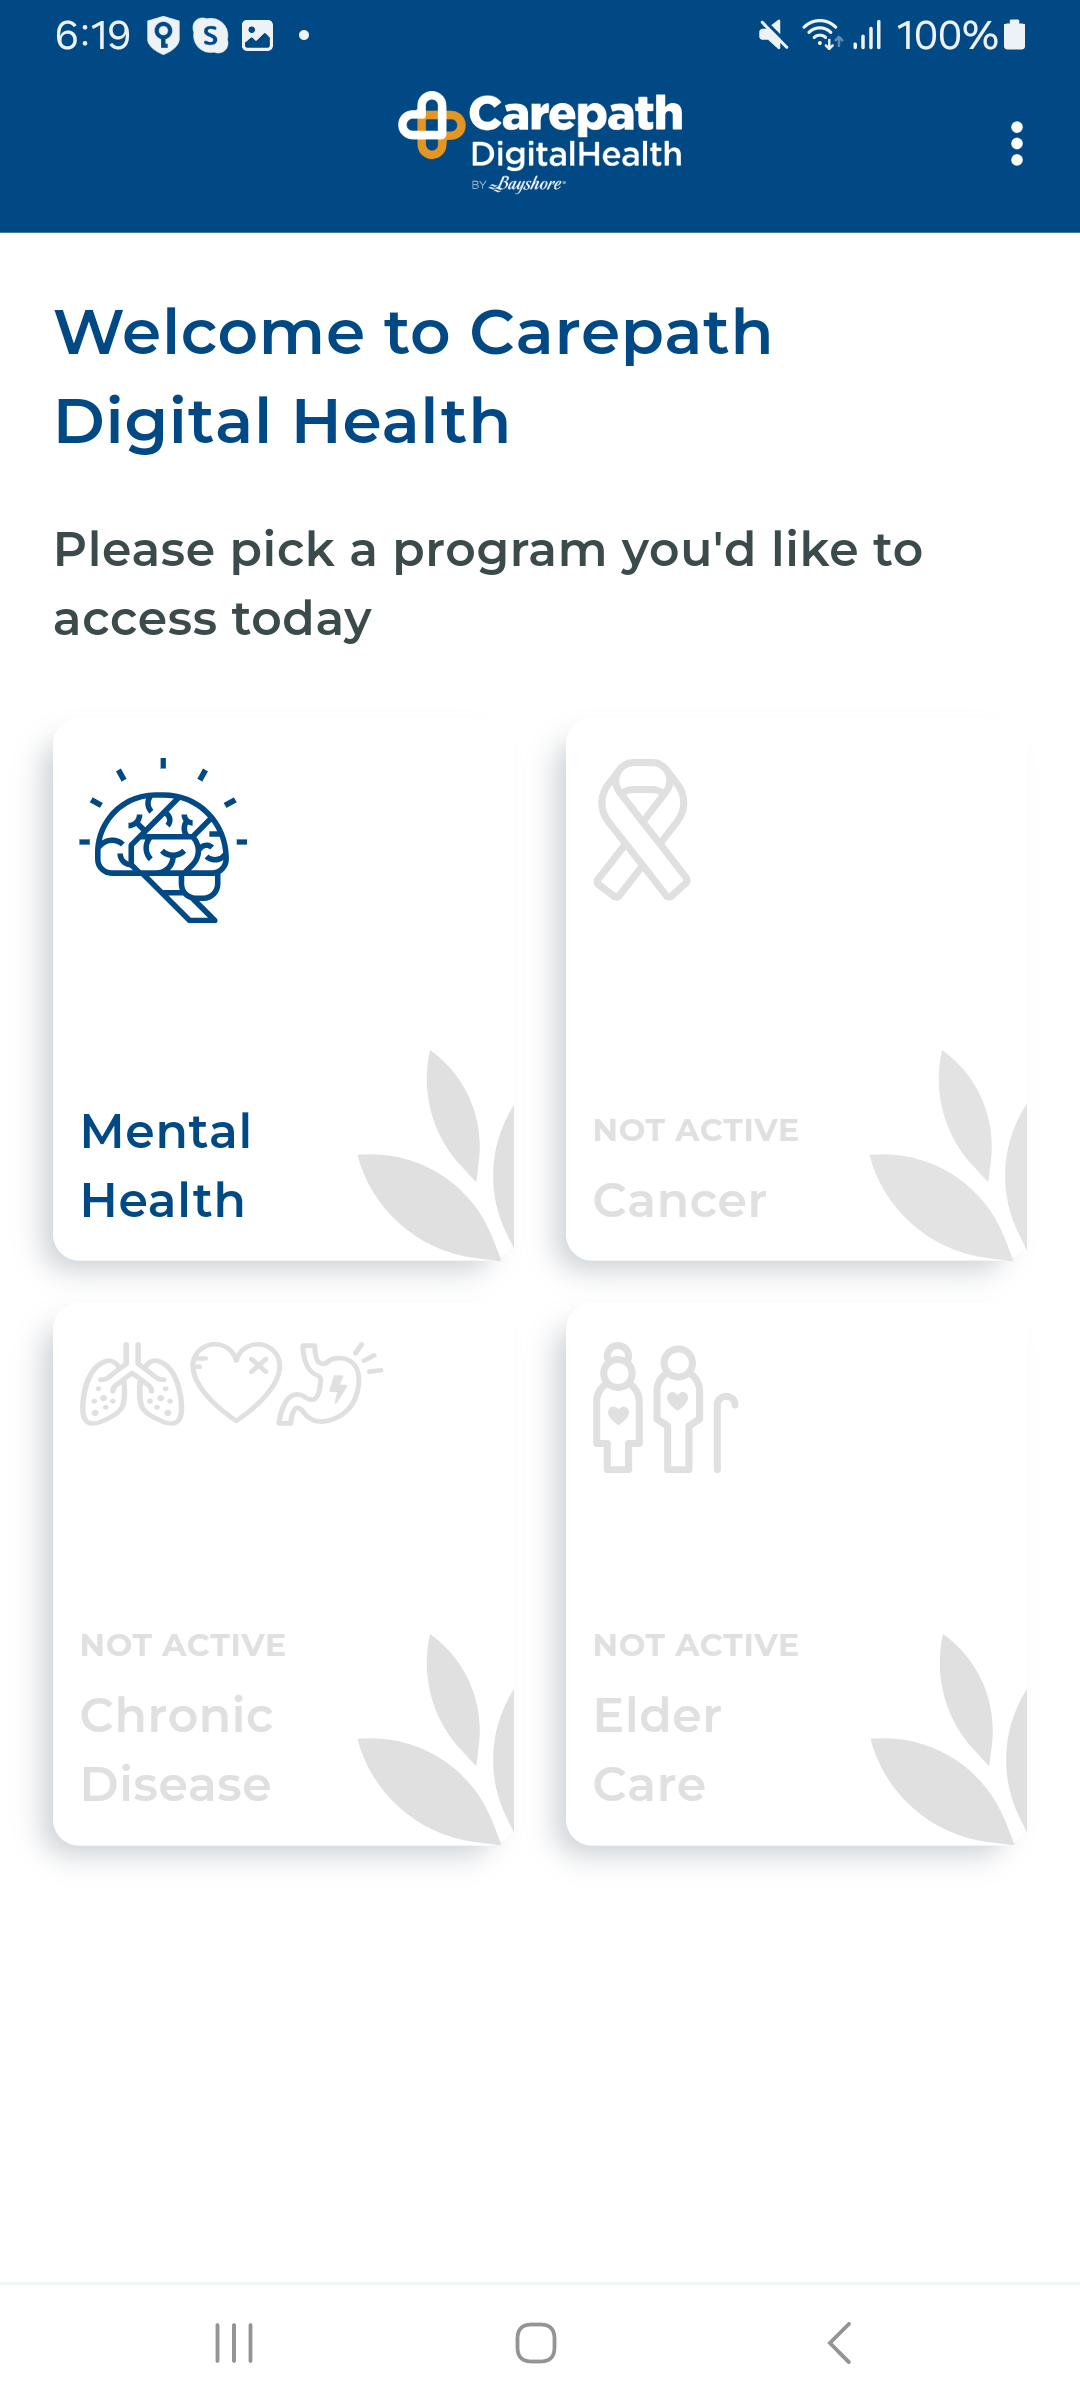 6:19
S
100%
Carepath
DigitalHealth
BY Bayshore
Welcome to Carepath
Digital Health
Please pick a program you'd like to
access today
Mental
Health
NOT ACTIVE
Cancer
NOT ACTIVE
Chronic
Disease
NOT ACTIVE
Elder
Care